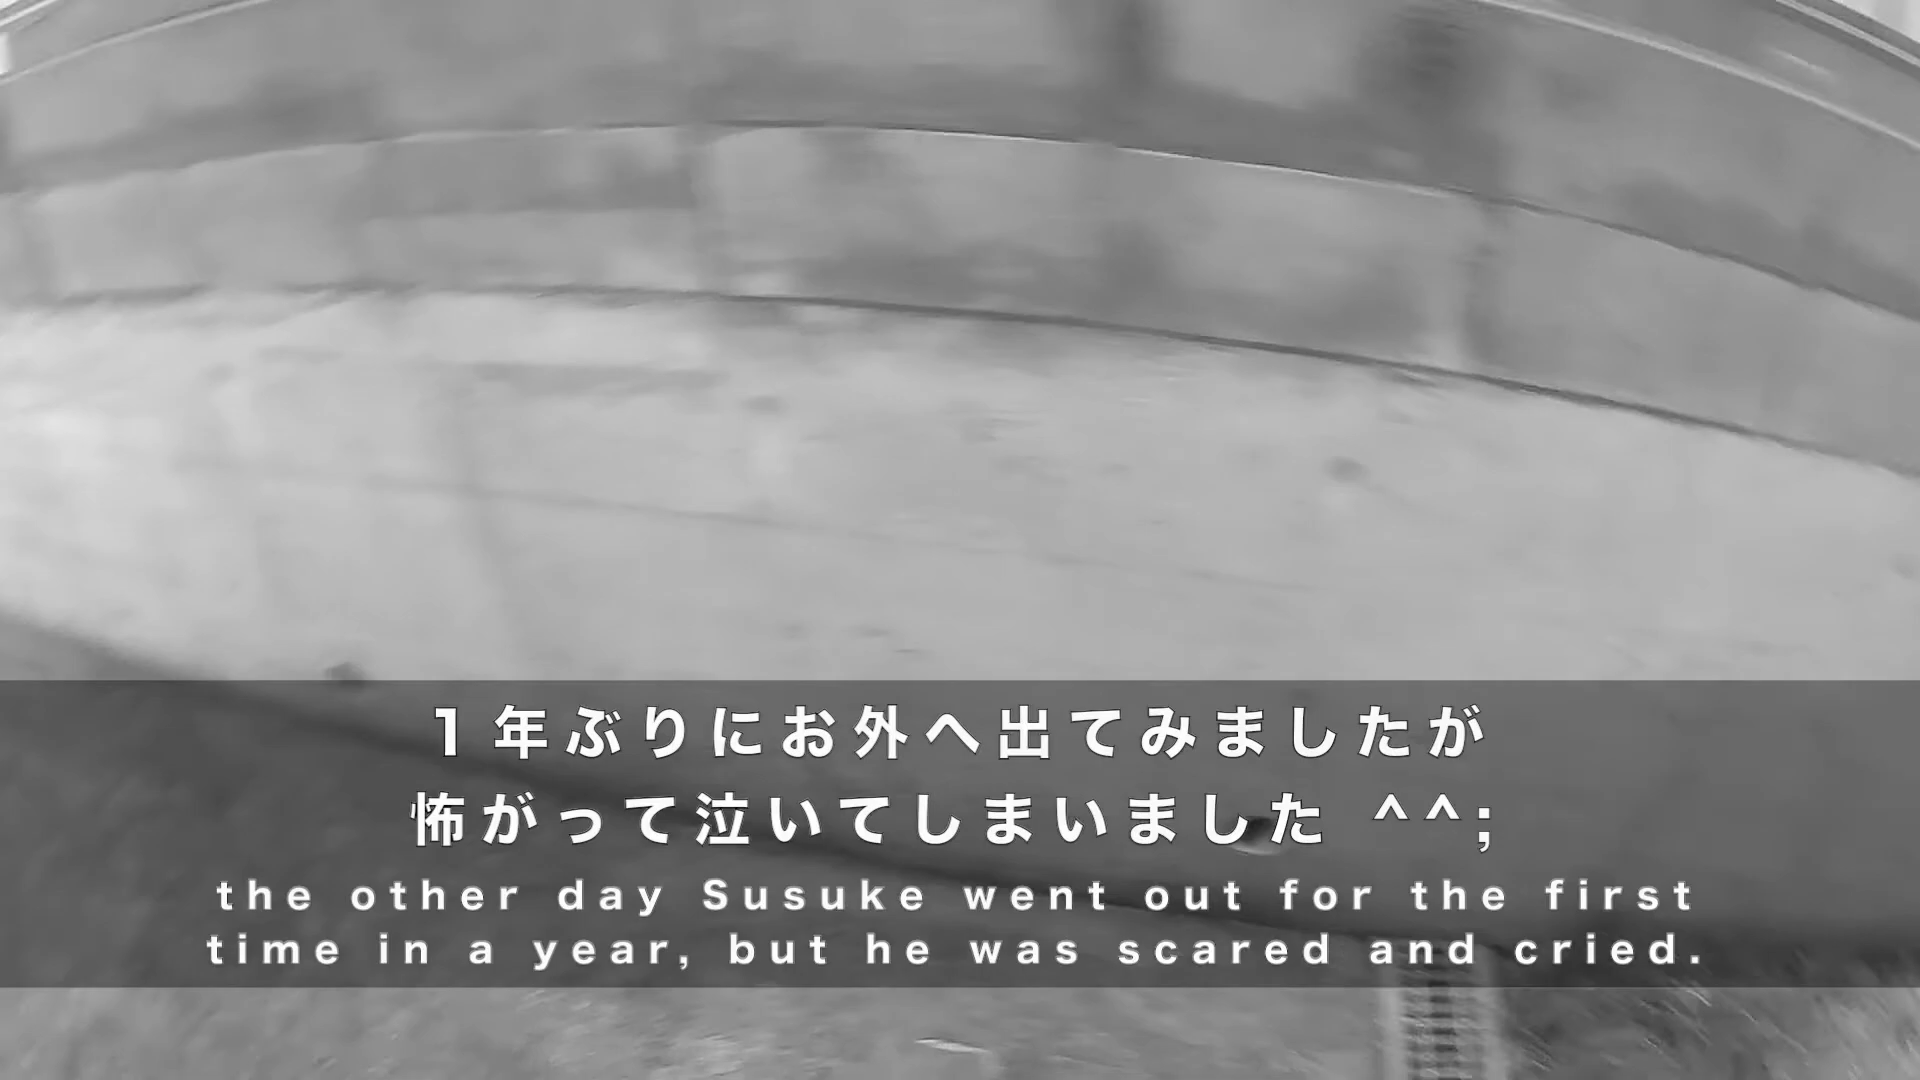 1年ぶりにお外へ出てみましたが
怖がって泣いてしまいました ^^;
the other day Susuke went out for the first
time in a year, but he was scared and cried.